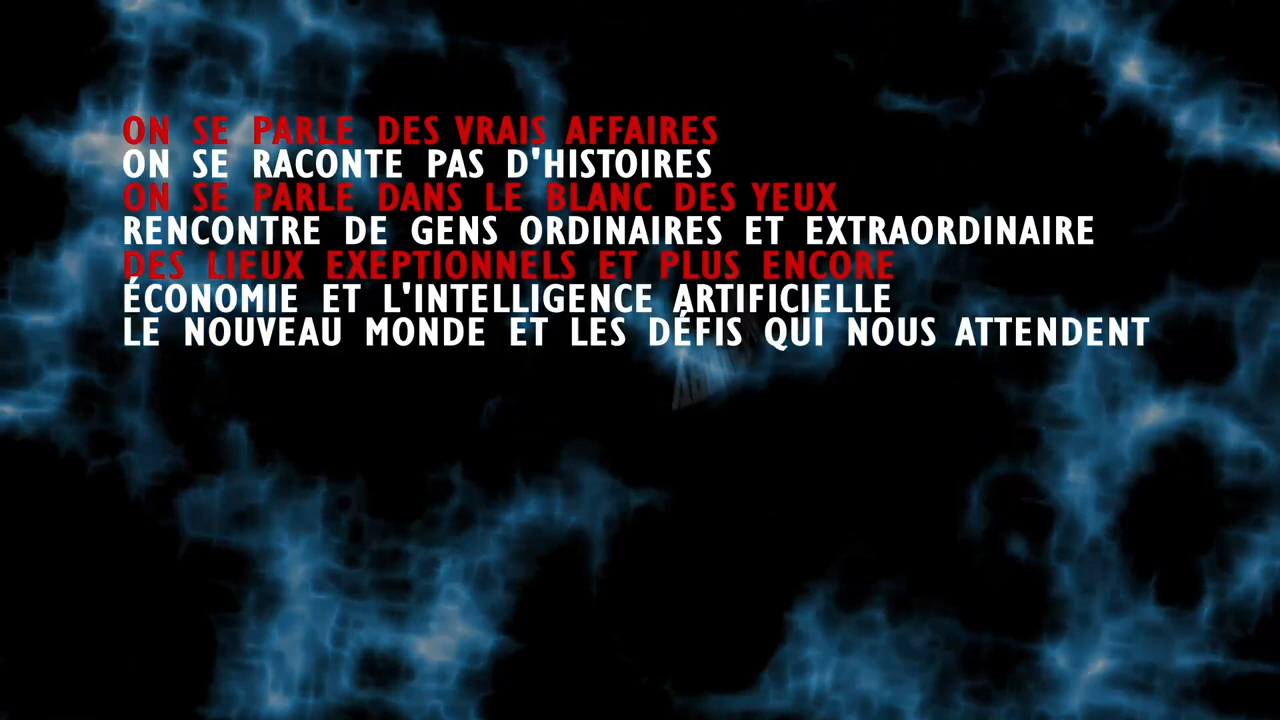 ON SE PARLE DES VRAIS AFFAIRES
ON SE RACONTE PAS D'HISTOIRES
ON SE PARLE DANS LE BLANC DES YEUX
RENCONTRE DE GENS ORDINAIRES ET EXTRAORDINAIRE
DES LIEUX EXEPTIONNELS ET PLUS ENCORE
ÉCONOMIE ET L'INTELLIGENCE ARTIFICIELLE
LE NOUVEAU MONDE ET LES DÉFIS QUI NOUS ATTENDENT